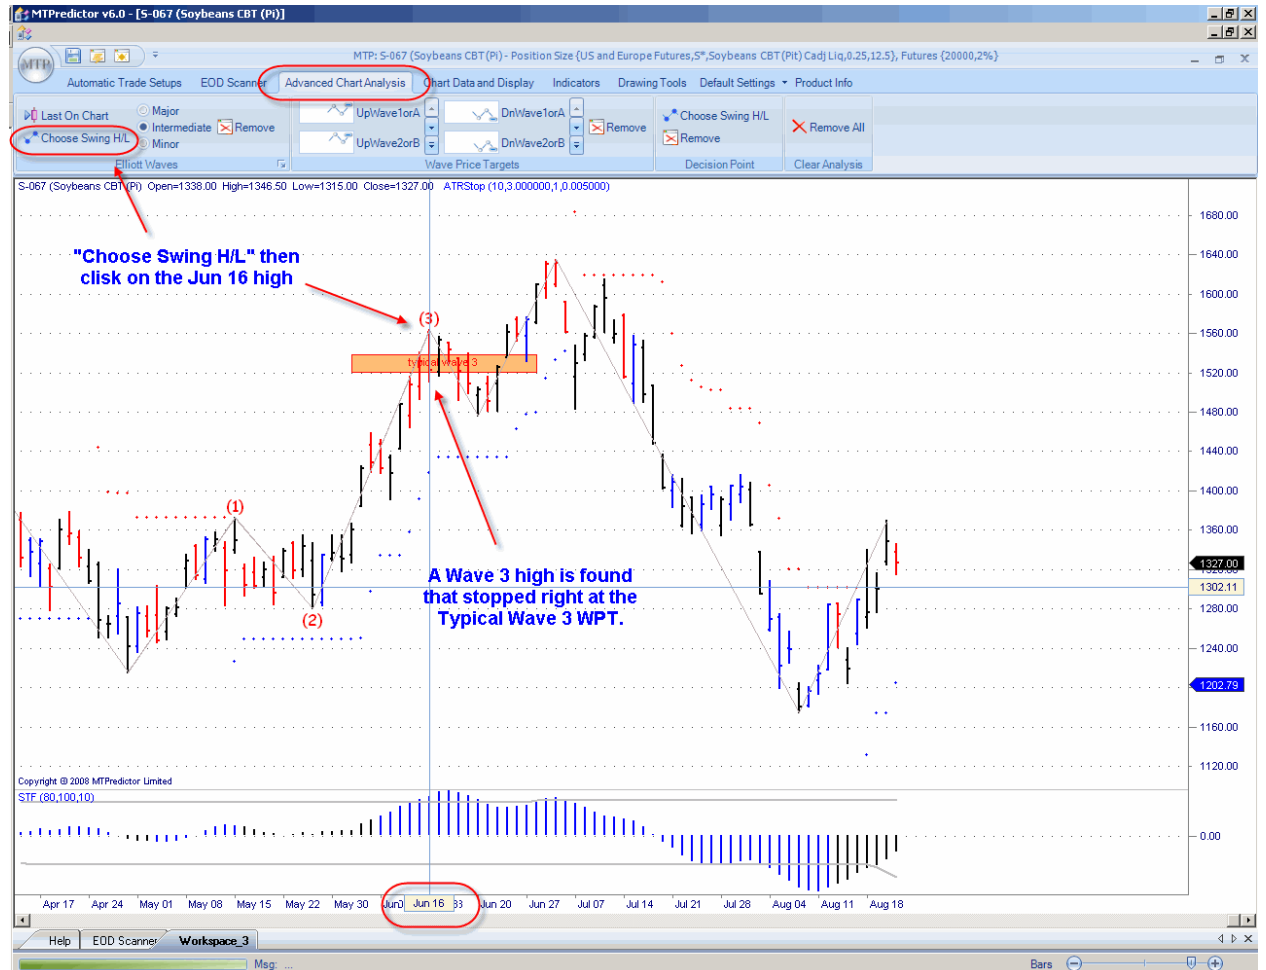 MTPredictor v6.0 - [S-067 (Soybeans CBT (Pi)]
MTP
MTP: S-067 (Soybeans CBT(Pi) - Position Size {US and Europe Futures,S*,Soybeans CBT(Pit) Cadj Liq,0.25,12.5}, Futures {20000,2%}
Automatic Trade Setups EOD Scanner Advanced Chart Analysis Chart Data and Display Indicators Drawing Tools Default Settings Product Info
Last On Chart Major UpWave1orA DnWave1orA Choose Swing H/L
Choose Swing H/L Intermediate Remove Remove Remove All
Minor UpWave2orB DnWave2orB Remove
Elliott Waves Wave Price Targets Decision Point Clear Analysis
S-067 (Soybeans CBT (Pi) Open=1338.00 High=1346.50 Low=1315.00 Close=1327.00 ATRStop (10,3.000000,1,0.005000)
1680.00
"Choose Swing H/L" then
clisk on the Jun 16 high
1640.00
1600.00
(3)
1560.00
typical wave 3
1520.00
1480.00
1440.00
1400.00
(1)
1360.00
1327.00
1320.00
A Wave 3 high is found
that stopped right at the
Typical Wave 3 WPT.
1302.11
1280.00
(2)
1240.00
1202.79
1160.00
1120.00
Copyright © 2008 MTPredictor Limited
STF (80,100,10)
0.00
Apr 17 Apr 24 May 01 May 08 May 15 May 22 May 30 Jun 16 Jun 20 Jun 27 Jul 07 Jul 14 Jul 21 Jul 28 Aug 04 Aug 11 Aug 18
Help EOD Scanner Workspace_3
Msg: ... Bars